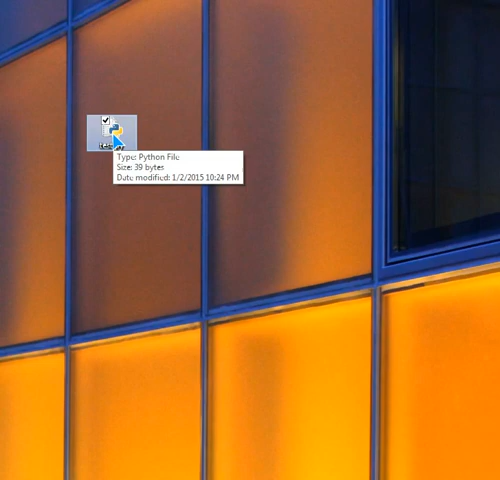 Type: Python File
Size: 39 bytes
Date modified: 1/2/2015 10:24 PM